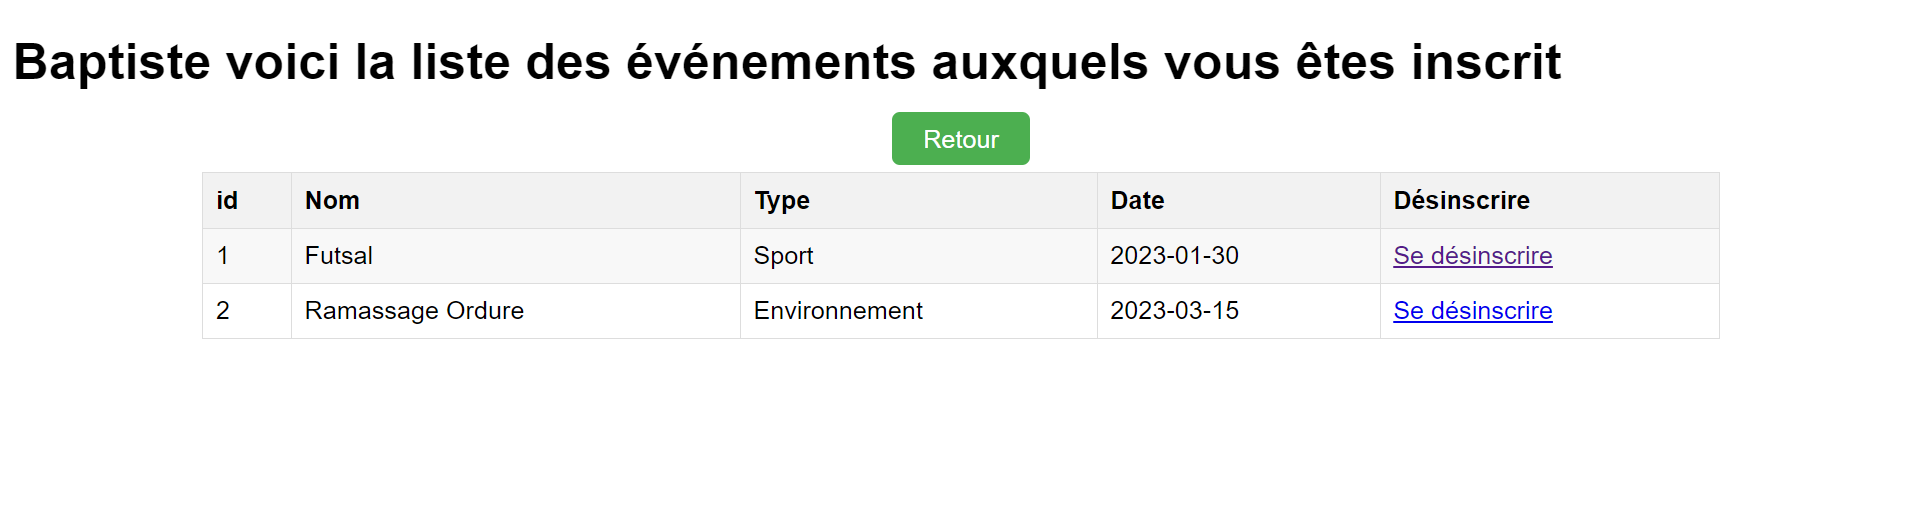 Baptiste voici la liste des événements auxquels vous êtes inscrit
Retour
id Nom Type Date Désinscrire
1 Futsal Sport 2023-01-30 Se désinscrire
2 Ramassage Ordure Environnement 2023-03-15 Se désinscrire